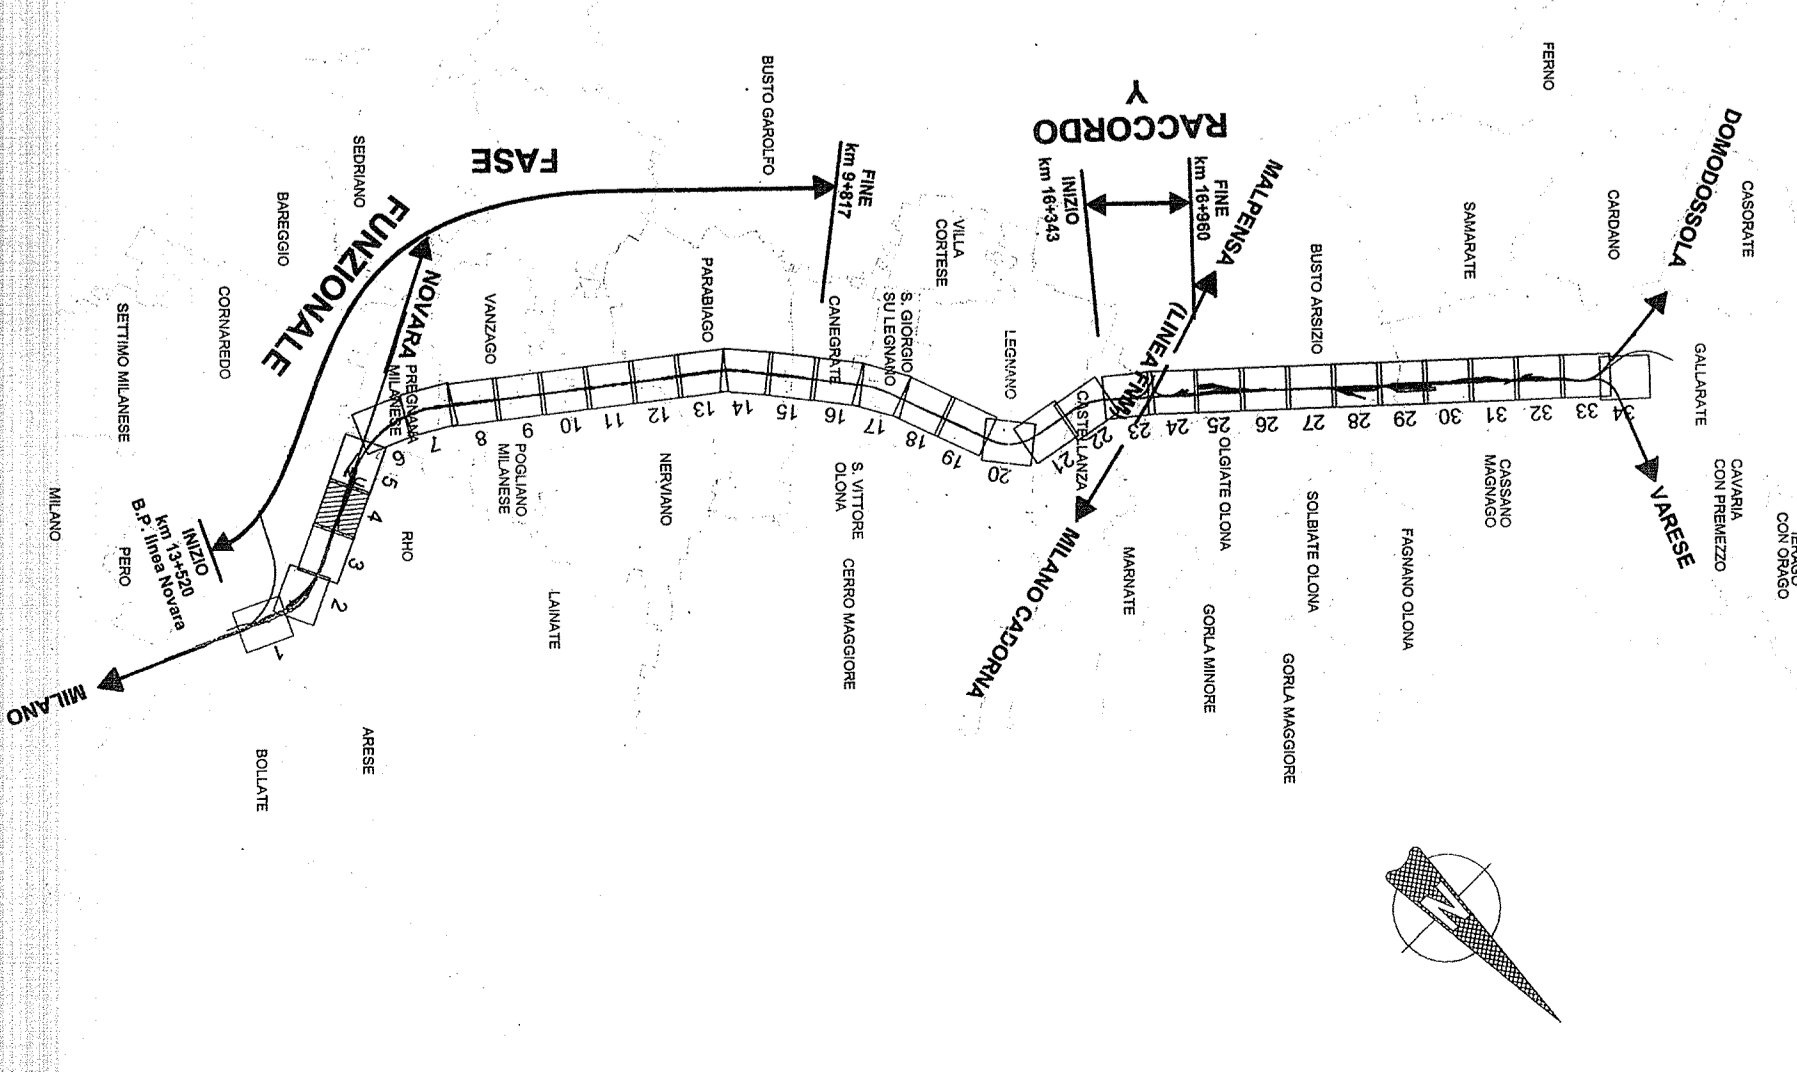 FERNO
BUSTO GAROLFO
RACCORDO
Y
FINE
km 16+960
INIZIO
km 16+343
DOMODOSSOLA
MALPENSA
(LINEA FNM)
SEDRIANO
FASE
FUNZIONALE
FINE
km 9+817
BAREGGIO
VILLA
CORTESE
SAMARATE
CARDANO
CASORATE
NOVARA
PARABIAGO
BUSTO ARSIZIO
SETTIMO MILANESE
CORNAREDO
VANZAGO
CANEGRATE
S. GIORGIO
SU LEGNANO
LEGNANO
GALLARATE
PREGNANA
MILANESE
CASTELLANZA
1
2
3
4
5
6
7
8
9
10
11
12
13
14
15
16
17
18
19
20
21
22
23
24
25
26
27
28
29
30
31
32
33
34
MILANO
PERO
INIZIO
km 13+520
B.P. linea Novara
RHO
POGLIANO
MILANESE
NERVIANO
S. VITTORE
OLONA
OLGIATE OLONA
CASSANO
MAGNAGO
CAVARIA
CON PREMEZZO
VARESE
CON ORAGO
LAINATE
CERRO MAGGIORE
MILANO CADORNA
MARNATE
SOLBIATE OLONA
FAGNANO OLONA
GORLA MINORE
GORLA MAGGIORE
MILANO
BOLLATE
ARESE
N